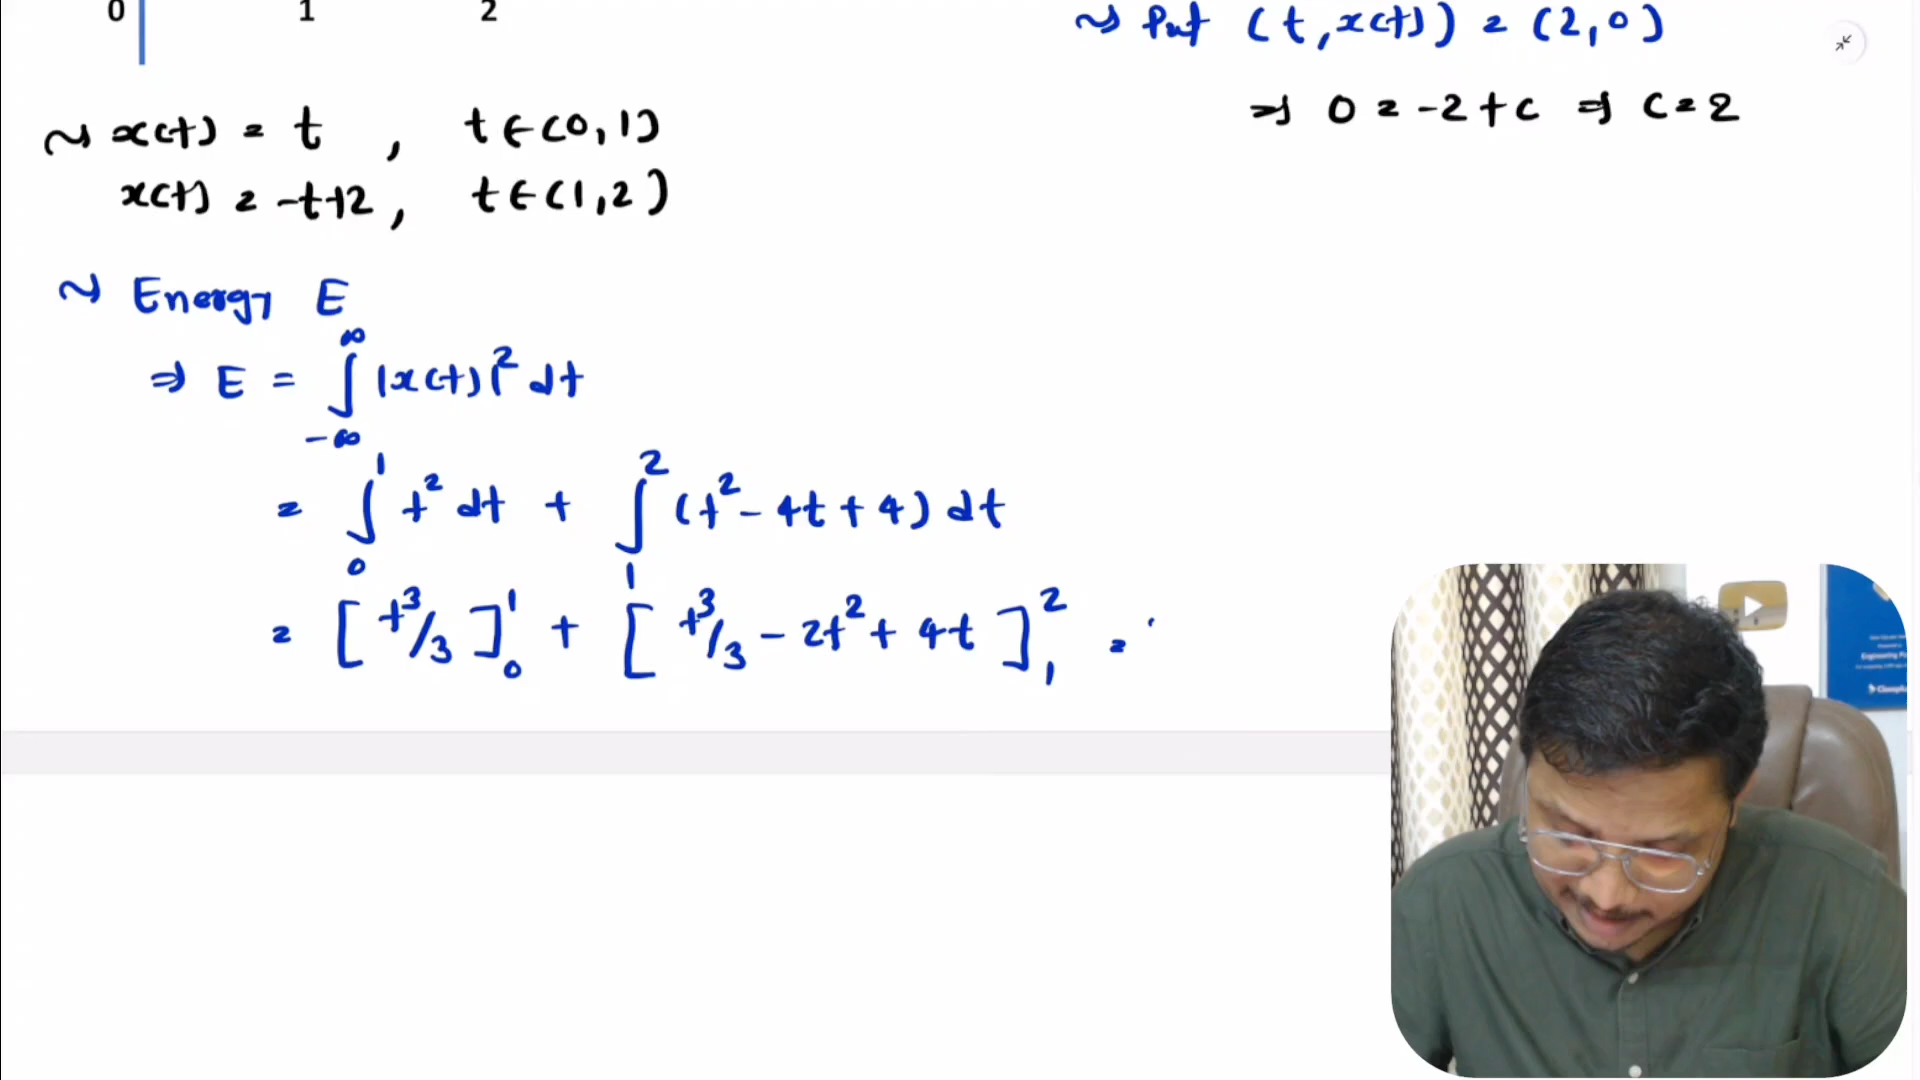 0 1 2
~ Put (t, x(t)) = (2, 0)
⇒ 0 = -2 + c ⇒ c = 2
~ x(t) = t , t ∈ (0, 1)
x(t) = -t+2 , t ∈ (1, 2)
~ Energy E
⇒ E = ∫_{-∞}^{∞} |x(t)|² dt
= ∫_0^1 t² dt + ∫_1^2 (t² - 4t + 4) dt
= [t³/3]_0^1 + [t³/3 - 2t² + 4t]_1^2 =